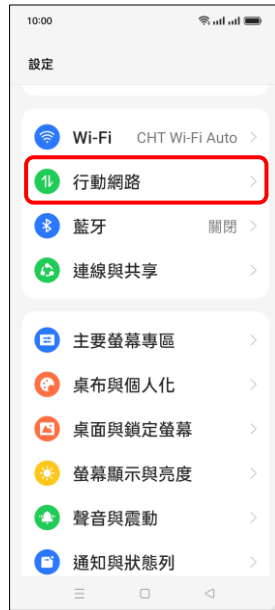 10:00
設定
Wi-Fi CHT Wi-Fi Auto
行動網路
藍牙 關閉
連線與共享
主要螢幕專區
桌布與個人化
桌面與鎖定螢幕
螢幕顯示與亮度
聲音與震動
通知與狀態列